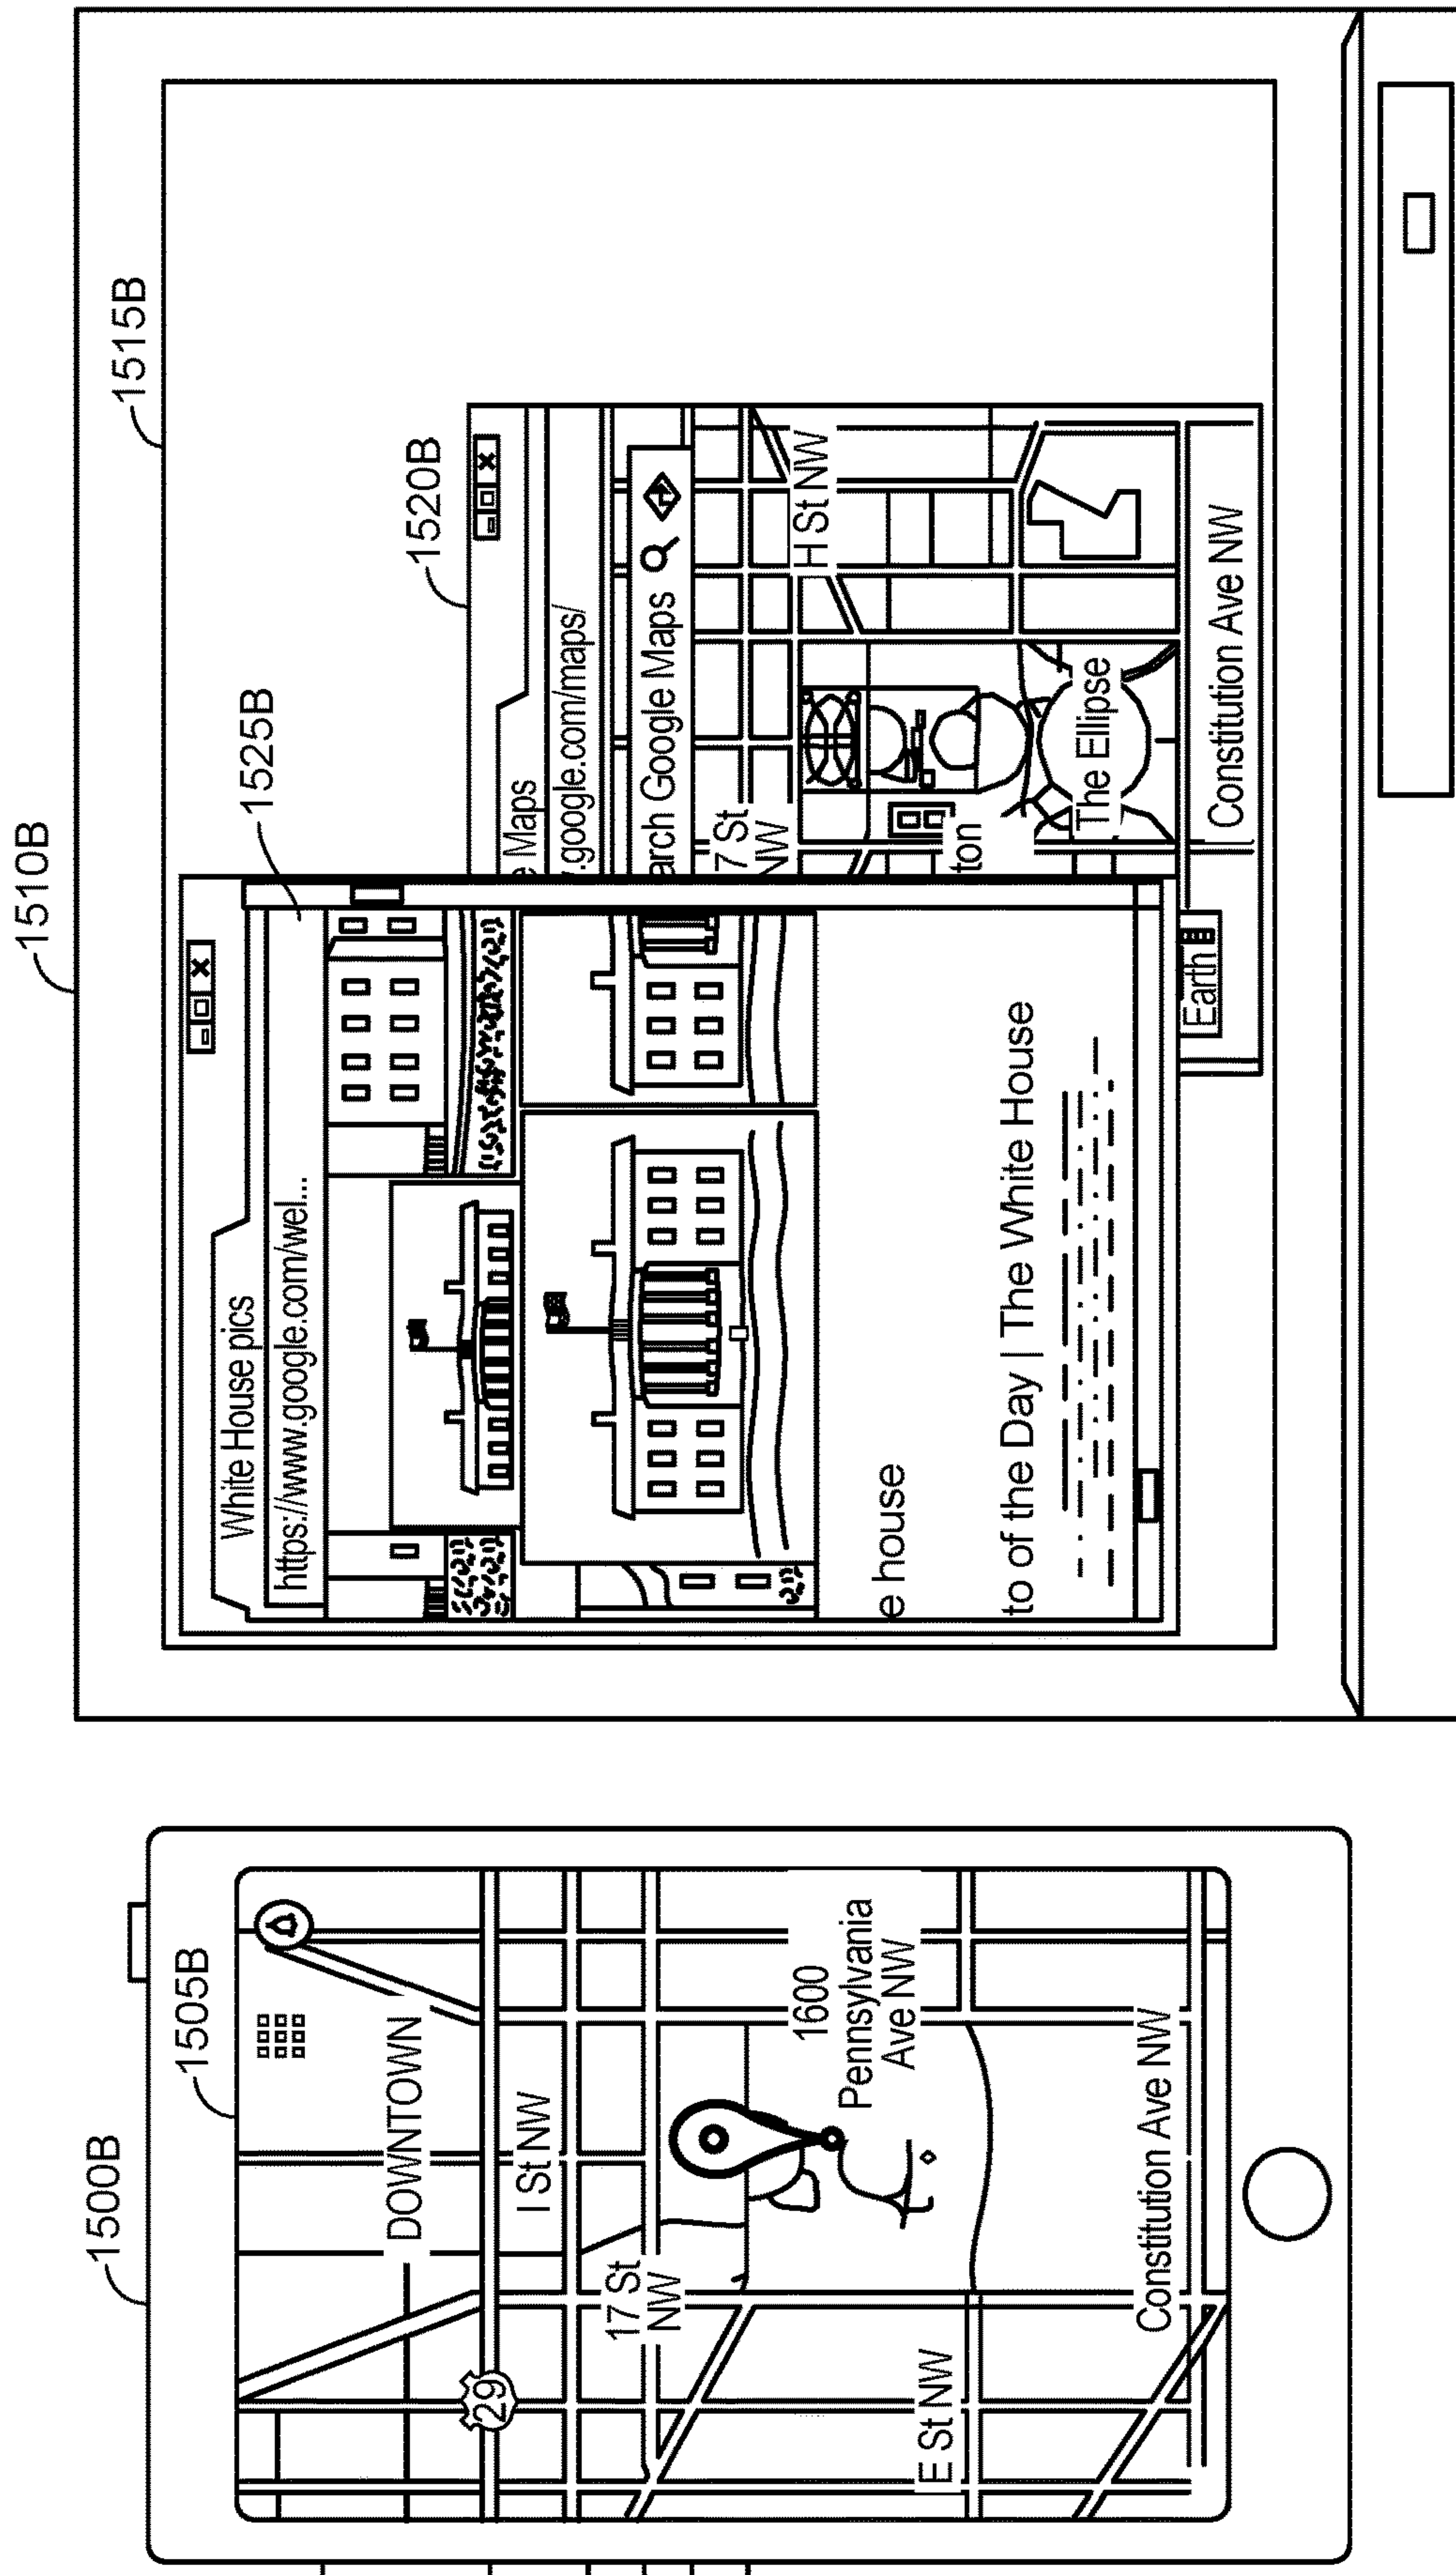 1500B
1505B
DOWNTOWN
I St NW
29
17 St
NW
1600
Pennsylvania
Ave NW
E St NW
Constitution Ave NW
1510B
1515B
1525B
White House pics
https://www.google.com/wel...
e house
to of the Day | The White House
1520B
e Maps
.google.com/maps/
arch Google Maps
7 St
NW
H St NW
ton
The Ellipse
Earth
Constitution Ave NW